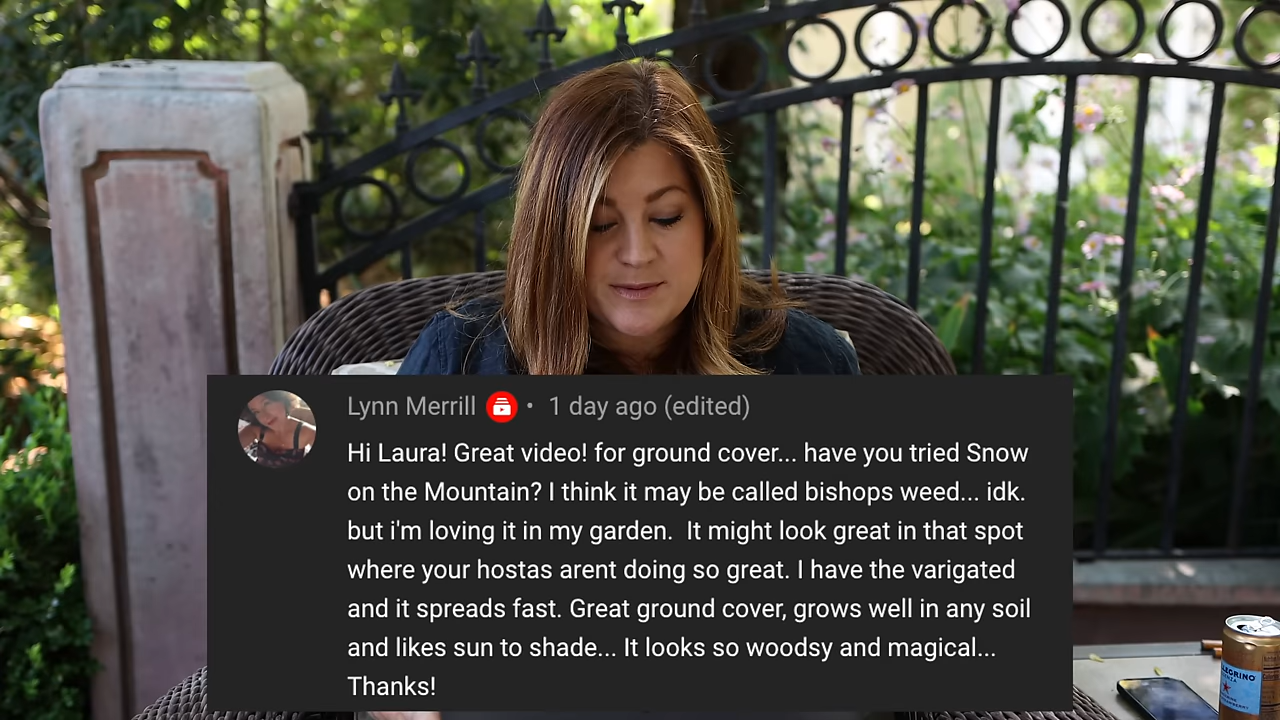 Lynn Merrill • 1 day ago (edited)
Hi Laura! Great video! for ground cover... have you tried Snow
on the Mountain? I think it may be called bishops weed... idk.
but i'm loving it in my garden.  It might look great in that spot
where your hostas arent doing so great. I have the varigated
and it spreads fast. Great ground cover, grows well in any soil
and likes sun to shade... It looks so woodsy and magical...
Thanks!